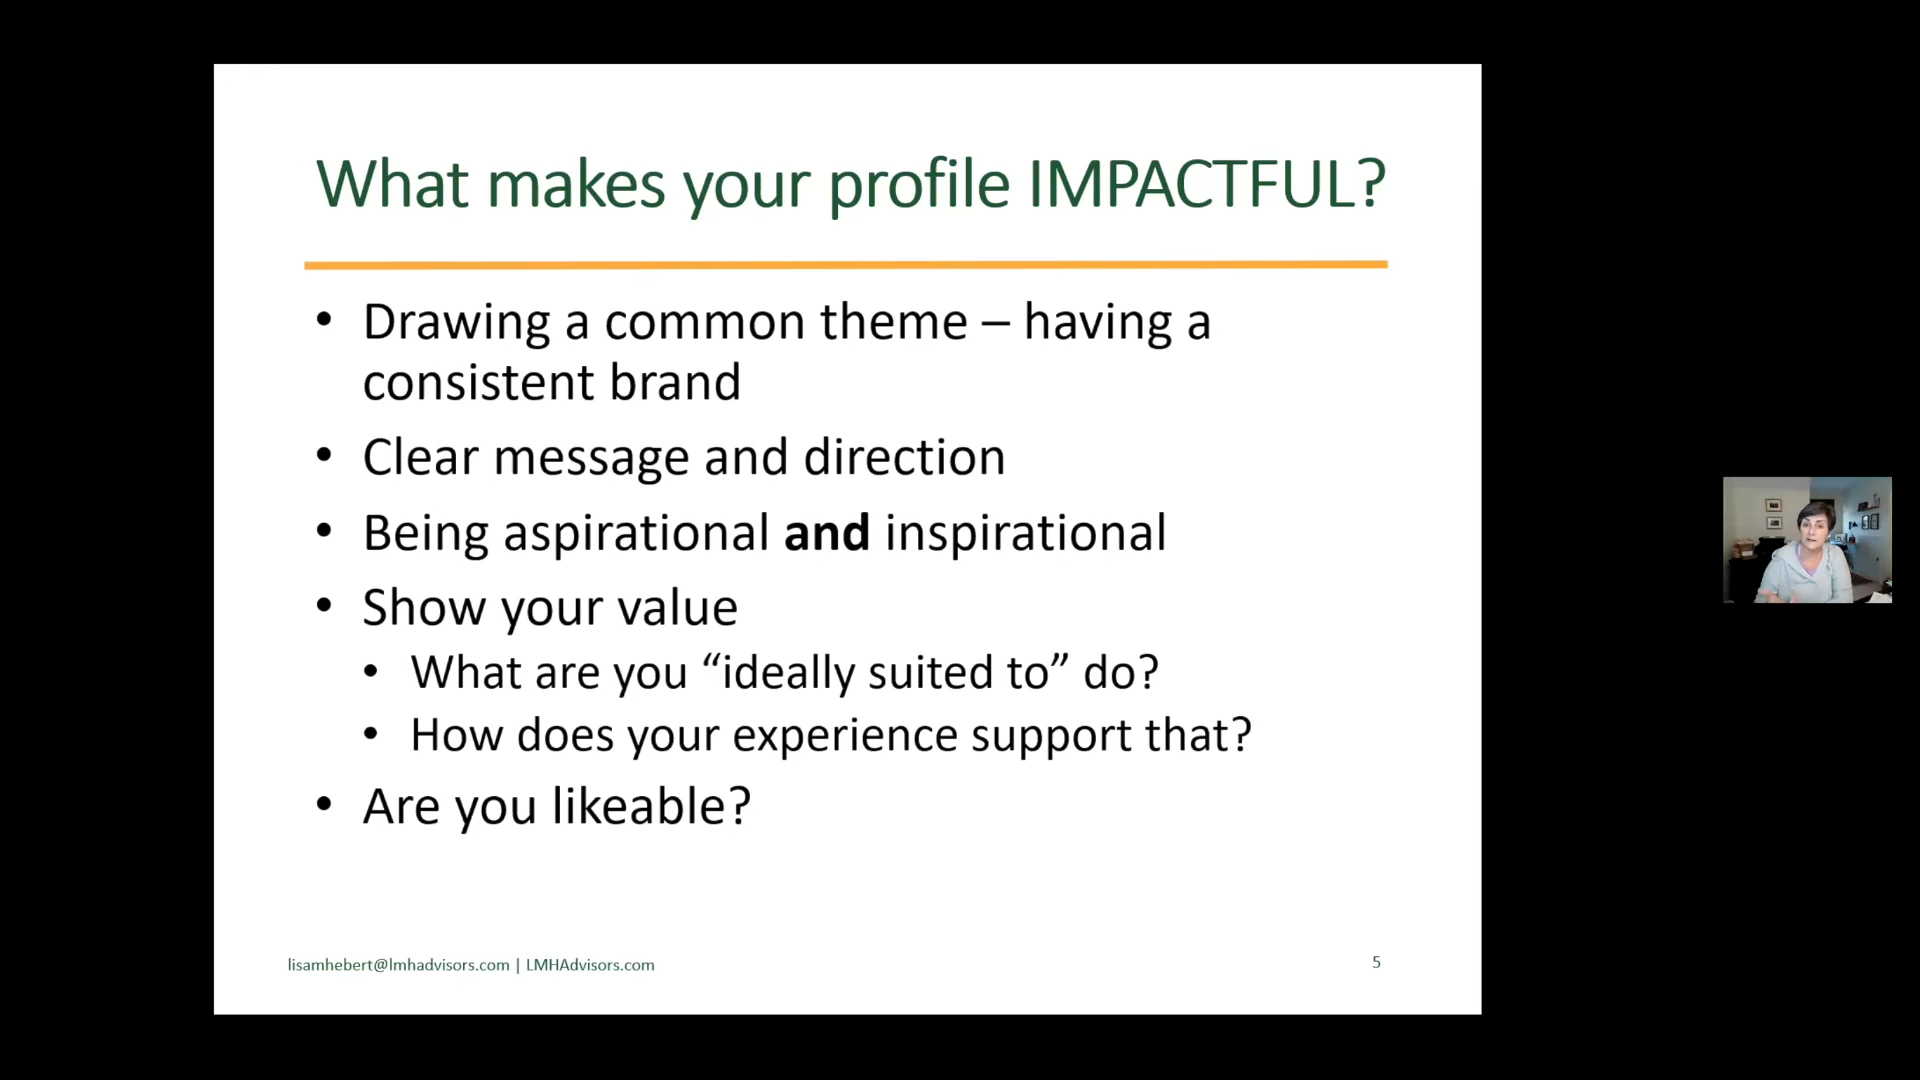 What makes your profile IMPACTFUL?
• Drawing a common theme – having a
consistent brand
• Clear message and direction
• Being aspirational and inspirational
• Show your value
• What are you “ideally suited to” do?
• How does your experience support that?
• Are you likeable?
lisamhebert@lmhadvisors.com | LMHAdvisors.com
5